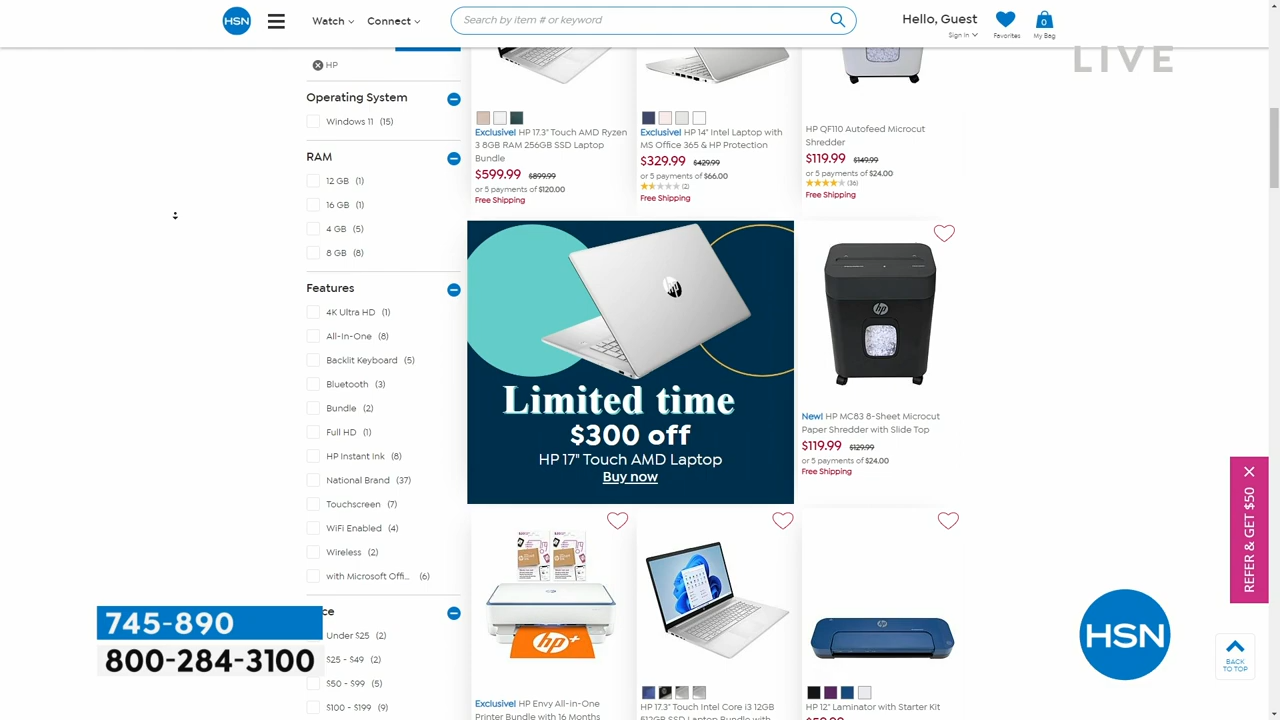 HSN
Watch
Connect
Search by item # or keyword
Hello, Guest
Sign In
Favorites
0
My Bag
LIVE
HP
Operating System
Windows 11 (15)
RAM
12 GB (1)
16 GB (1)
4 GB (5)
8 GB (8)
Features
4K Ultra HD (1)
All-In-One (8)
Backlit Keyboard (5)
Bluetooth (3)
Bundle (2)
Full HD (1)
HP Instant Ink (8)
National Brand (37)
Touchscreen (7)
WiFi Enabled (4)
Wireless (2)
with Microsoft Offi... (6)
ce
Under $25 (2)
$25 - $49 (2)
$50 - $99 (5)
$100 - $199 (9)
Exclusive! HP 17.3" Touch AMD Ryzen
3 8GB RAM 256GB SSD Laptop
Bundle
$599.99 $899.99
or 5 payments of $120.00
Free Shipping
Exclusive! HP 14" Intel Laptop with
MS Office 365 & HP Protection
$329.99 $429.99
or 5 payments of $66.00
(2)
Free Shipping
HP QF110 Autofeed Microcut
Shredder
$119.99 $149.99
or 5 payments of $24.00
(36)
Free Shipping
hp
Limited time
$300 off
HP 17" Touch AMD Laptop
Buy now
hp
New! HP MC83 8-Sheet Microcut
Paper Shredder with Slide Top
$119.99 $129.99
or 5 payments of $24.00
Free Shipping
hp+
Exclusive! HP Envy All-in-One
Printer Bundle with 16 Months
HP 17.3" Touch Intel Core i3 12GB
512GB SSD Laptop Bundle with
hp
HP 12" Laminator with Starter Kit
REFER & GET $50
745-890
800-284-3100
HSN
BACK
TO TOP